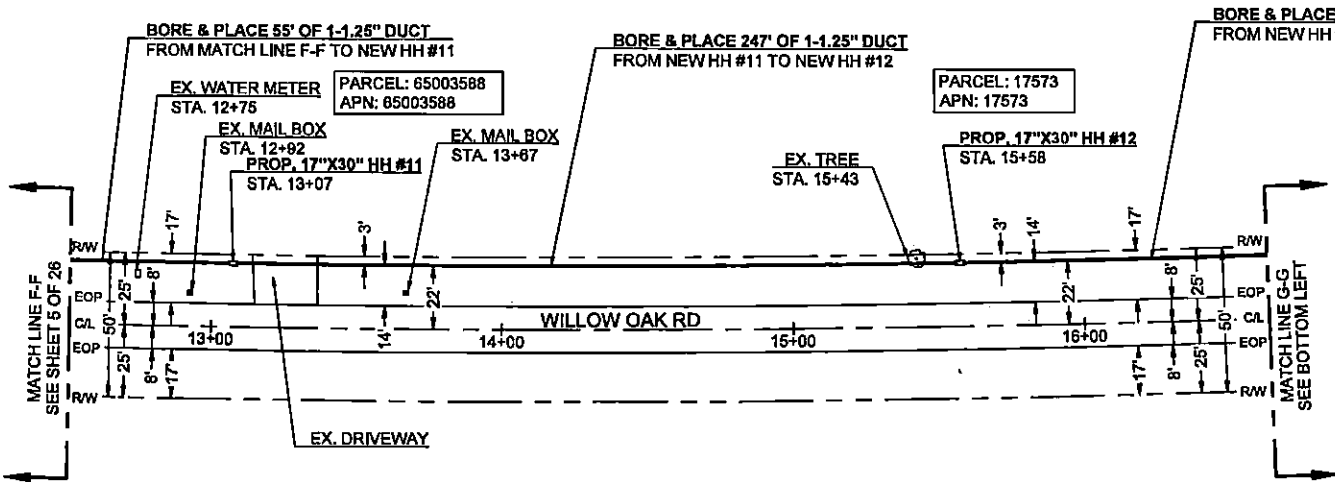 BORE & PLACE 55' OF 1-1.25" DUCT
FROM MATCH LINE F-F TO NEW HH #11
BORE & PLACE 247' OF 1-1.25" DUCT
FROM NEW HH #11 TO NEW HH #12
BORE & PLACE
FROM NEW HH
EX. WATER METER
STA. 12+75
PARCEL: 65003588
APN: 65003588
PARCEL: 17573
APN: 17573
EX. MAIL BOX
STA. 12+92
PROP. 17"X30" HH #11
STA. 13+07
EX. MAIL BOX
STA. 13+67
EX. TREE
STA. 15+43
PROP. 17"X30" HH #12
STA. 15+58
MATCH LINE F-F
SEE SHEET 5 OF 26
R/W
EOP
C/L
EOP
R/W
50'
25'
25'
8'
8'
17'
17'
3'
14'
22'
13+00
14+00
WILLOW OAK RD
15+00
16+00
3'
14'
22'
17'
17'
8'
8'
25'
25'
50'
R/W
EOP
C/L
EOP
R/W
MATCH LINE G-G
SEE BOTTOM LEFT
EX. DRIVEWAY